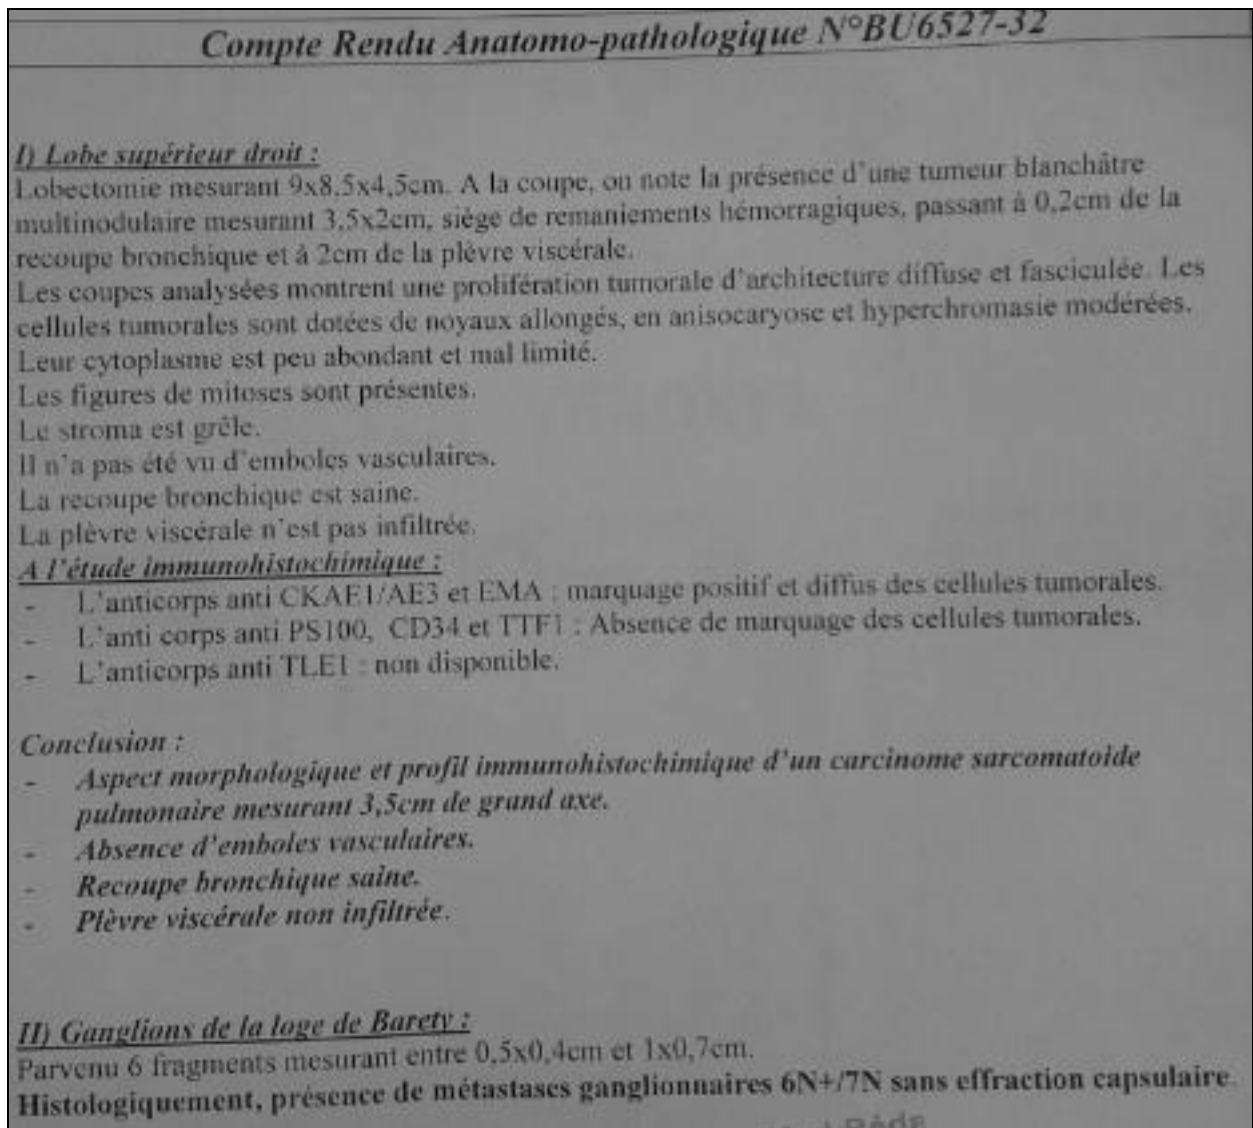 Compte Rendu Anatomo-pathologique N°BU6527-32
I) Lobe supérieur droit :
Lobectomie mesurant 9x8,5x4,5cm. A la coupe, on note la présence d'une tumeur blanchâtre
multinodulaire mesurant 3,5x2cm, siège de remaniements hémorragiques, passant à 0,2cm de la
recoupe bronchique et à 2cm de la plèvre viscérale.
Les coupes analysées montrent une prolifération tumorale d'architecture diffuse et fasciculée. Les
cellules tumorales sont dotées de noyaux allongés, en anisocaryose et hyperchromasie modérées.
Leur cytoplasme est peu abondant et mal limité.
Les figures de mitoses sont présentes.
Le stroma est grêle.
Il n'a pas été vu d'emboles vasculaires.
La recoupe bronchique est saine.
La plèvre viscérale n'est pas infiltrée.
A l'étude immunohistochimique :
- L'anticorps anti CKAE1/AE3 et EMA : marquage positif et diffus des cellules tumorales.
- L'anti corps anti PS100, CD34 et TTF1 : Absence de marquage des cellules tumorales.
- L'anticorps anti TLE1 : non disponible.
Conclusion :
- Aspect morphologique et profil immunohistochimique d'un carcinome sarcomatoide
pulmonaire mesurant 3,5cm de grand axe.
- Absence d'emboles vasculaires.
- Recoupe bronchique saine.
- Plèvre viscérale non infiltrée.
II) Ganglions de la loge de Barety :
Parvenu 6 fragments mesurant entre 0,5x0,4cm et 1x0,7cm.
Histologiquement, présence de métastases ganglionnaires 6N+/7N sans effraction capsulaire.